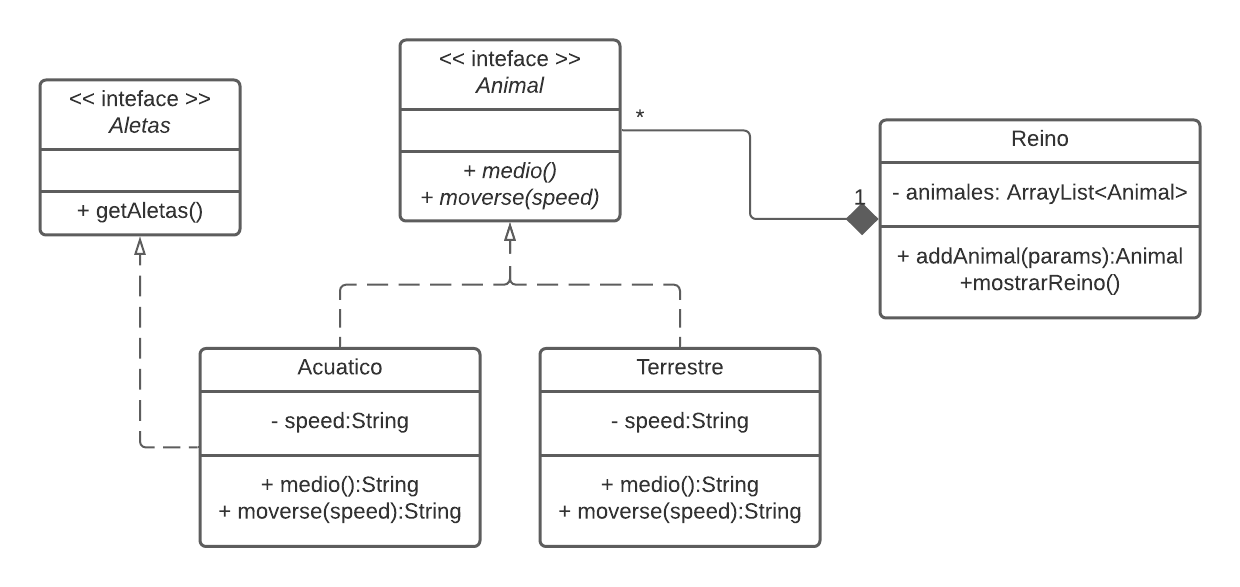 << inteface >>
Aletas
+ getAletas()
<< inteface >>
Animal
+ medio()
+ moverse(speed)
*
1
Reino
- animales: ArrayList<Animal>
+ addAnimal(params):Animal
+mostrarReino()
Acuatico
- speed:String
+ medio():String
+ moverse(speed):String
Terrestre
- speed:String
+ medio():String
+ moverse(speed):String